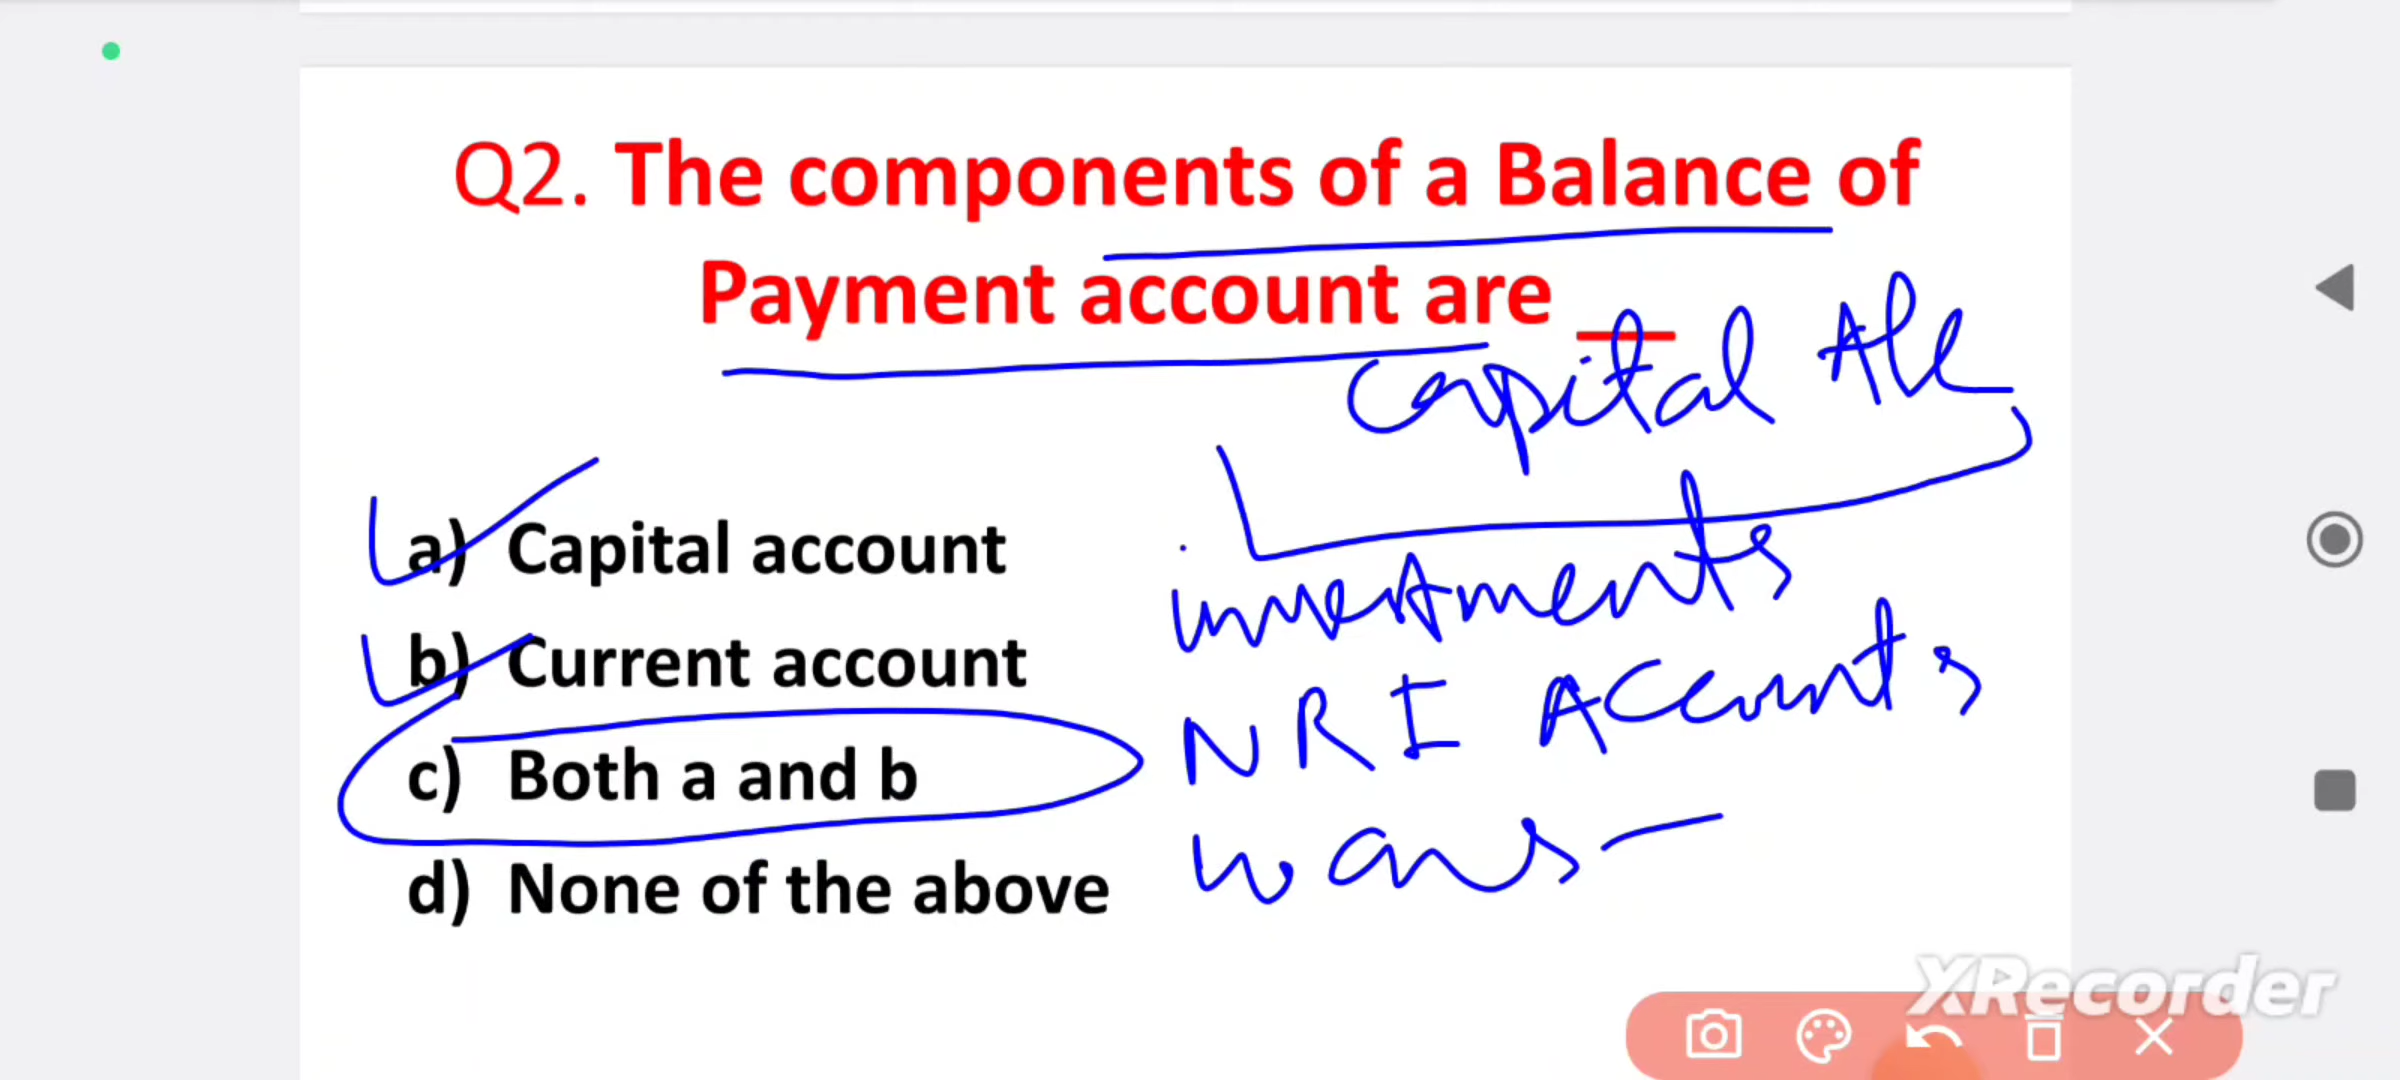 Q2. The components of a Balance of
Payment account are __
Capital A/c
a) Capital account
investments
b) Current account
NRI Accounts
c) Both a and b
d) None of the above
XRecorder